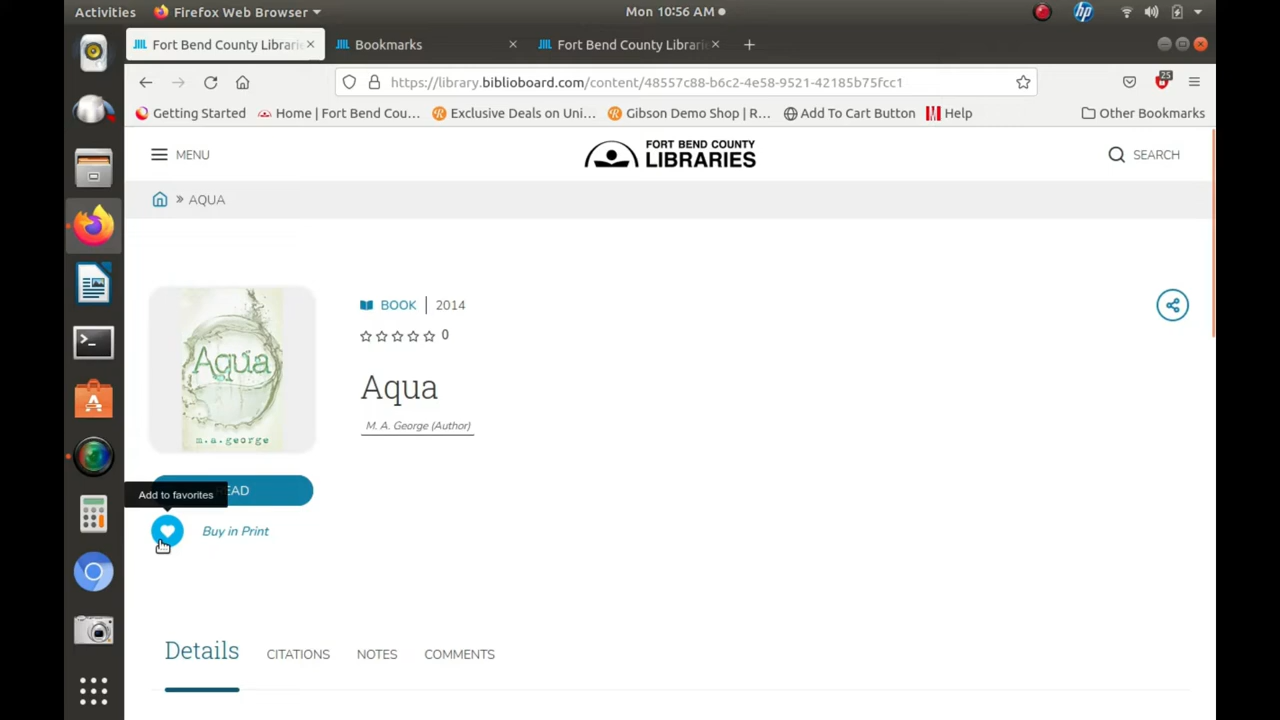 Activities Firefox Web Browser Mon 10:56 AM
Fort Bend County Librarie Bookmarks Fort Bend County Librarie
https://library.biblioboard.com/content/48557c88-b6c2-4e58-9521-42185b75fcc1 25
Getting Started Home | Fort Bend Cou... Exclusive Deals on Uni... Gibson Demo Shop | R... Add To Cart Button Help Other Bookmarks
MENU FORT BEND COUNTY LIBRARIES SEARCH
» AQUA
BOOK | 2014
0
Aqua
m.a.george
Aqua
M. A. George (Author)
EAD
Add to favorites
Buy in Print
Details CITATIONS NOTES COMMENTS